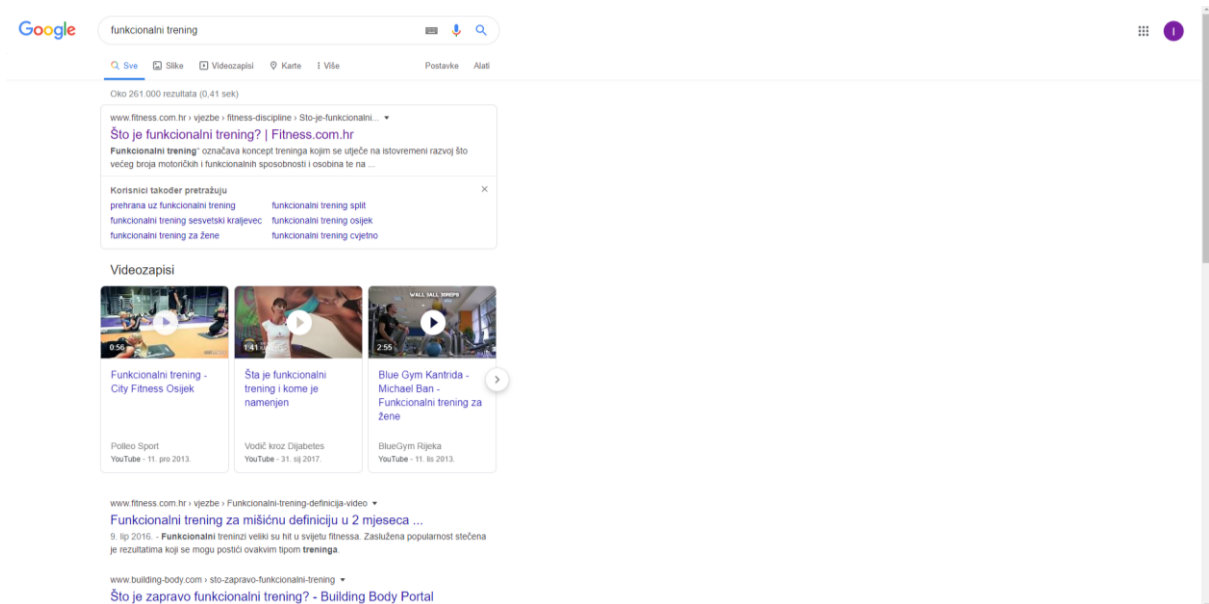 Google
funkcionalni trening
I
Sve Slike Videozapisi Karte Više Postavke Alati
Oko 261.000 rezultata (0,41 sek)
www.fitness.com.hr › vjezbe › fitness-discipline › Sto-je-funkcionalni...
Što je funkcionalni trening? | Fitness.com.hr
Funkcionalni trening" označava koncept treninga kojim se utječe na istovremeni razvoj što
većeg broja motoričkih i funkcionalnih sposobnosti i osobina te na ...
Korisnici također pretražuju
prehrana uz funkcionalni trening funkcionalni trening split
funkcionalni trening sesvetski kraljevec funkcionalni trening osijek
funkcionalni trening za žene funkcionalni trening cvjetno
Videozapisi
WALL BALL 30REPS
0:56
1:41
2:55
Funkcionalni trening -
City Fitness Osijek
Polleo Sport
YouTube - 11. pro 2013.
Šta je funkcionalni
trening i kome je
namenjen
Vodič kroz Dijabetes
YouTube - 31. sij 2017.
Blue Gym Kantrida -
Michael Ban -
Funkcionalni trening za
žene
BlueGym Rijeka
YouTube - 11. lis 2013.
www.fitness.com.hr › vjezbe › Funkcionalni-trening-definicija-video
Funkcionalni trening za mišićnu definiciju u 2 mjeseca ...
9. lip 2016. - Funkcionalni treninzi veliki su hit u svijetu fitnessa. Zaslužena popularnost stečena
je rezultatima koji se mogu postići ovakvim tipom treninga.
www.building-body.com › sto-zapravo-funkcionalni-trening
Što je zapravo funkcionalni trening? - Building Body Portal